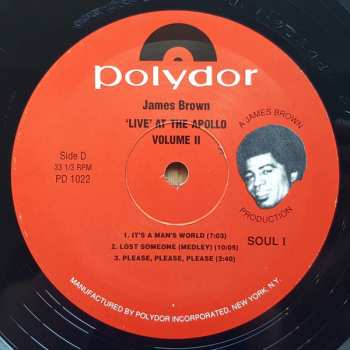 polydor
James Brown
'LIVE' AT THE APOLLO
VOLUME II
Side D
33 1/3 RPM
PD 1022
A JAMES BROWN
PRODUCTION
SOUL I
1. IT'S A MAN'S WORLD (7:03)
2. LOST SOMEONE (MEDLEY) (10:05)
3. PLEASE, PLEASE, PLEASE (2:40)
MANUFACTURED BY POLYDOR INCORPORATED, NEW YORK, N.Y.